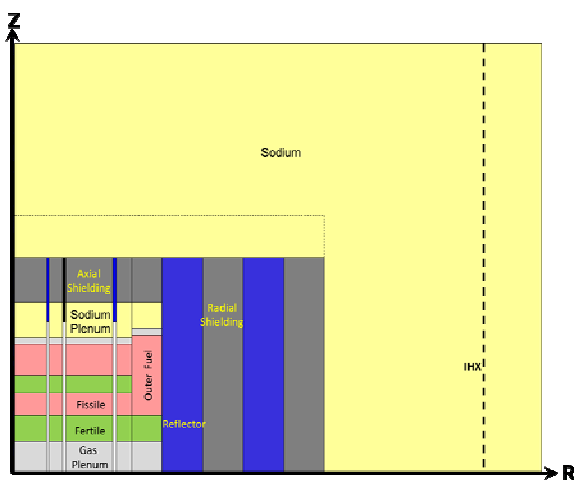 Z
Sodium
Axial
Shielding
Sodium
Plenum
Radial
Shielding
Outer Fuel
IHX
Fissile
Reflector
Fertile
Gas
Plenum
R